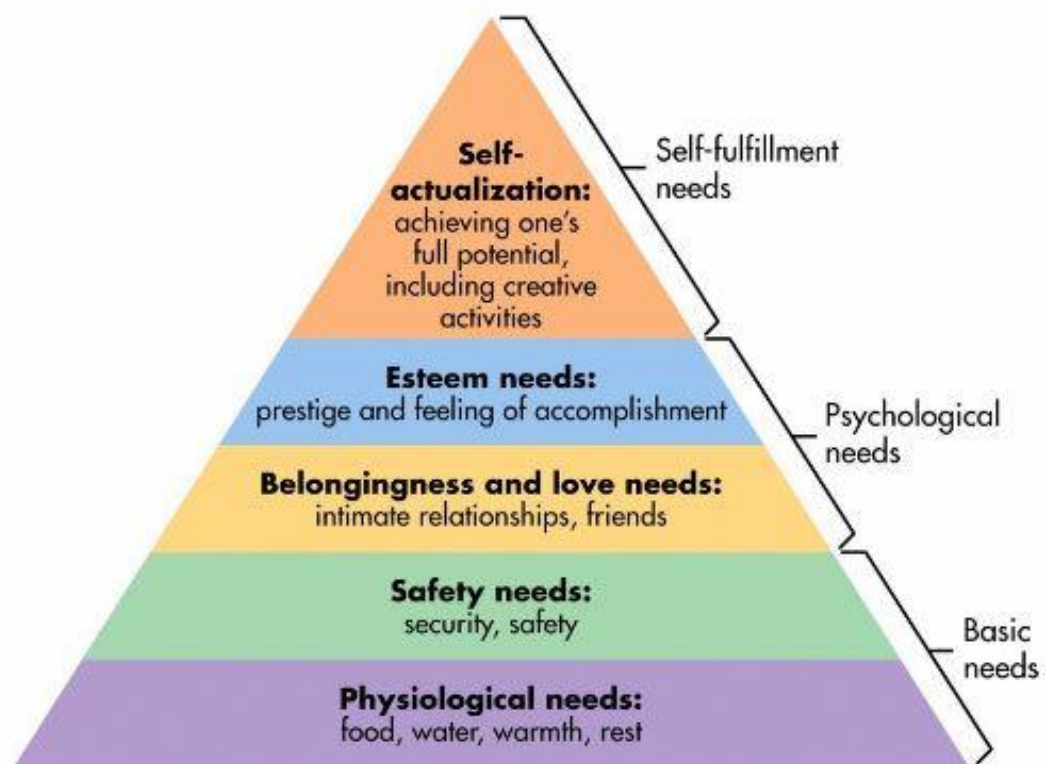 Self-
actualization:
achieving one's
full potential,
including creative
activities
Self-fulfillment
needs
Esteem needs:
prestige and feeling of accomplishment
Psychological
needs
Belongingness and love needs:
intimate relationships, friends
Safety needs:
security, safety
Basic
needs
Physiological needs:
food, water, warmth, rest